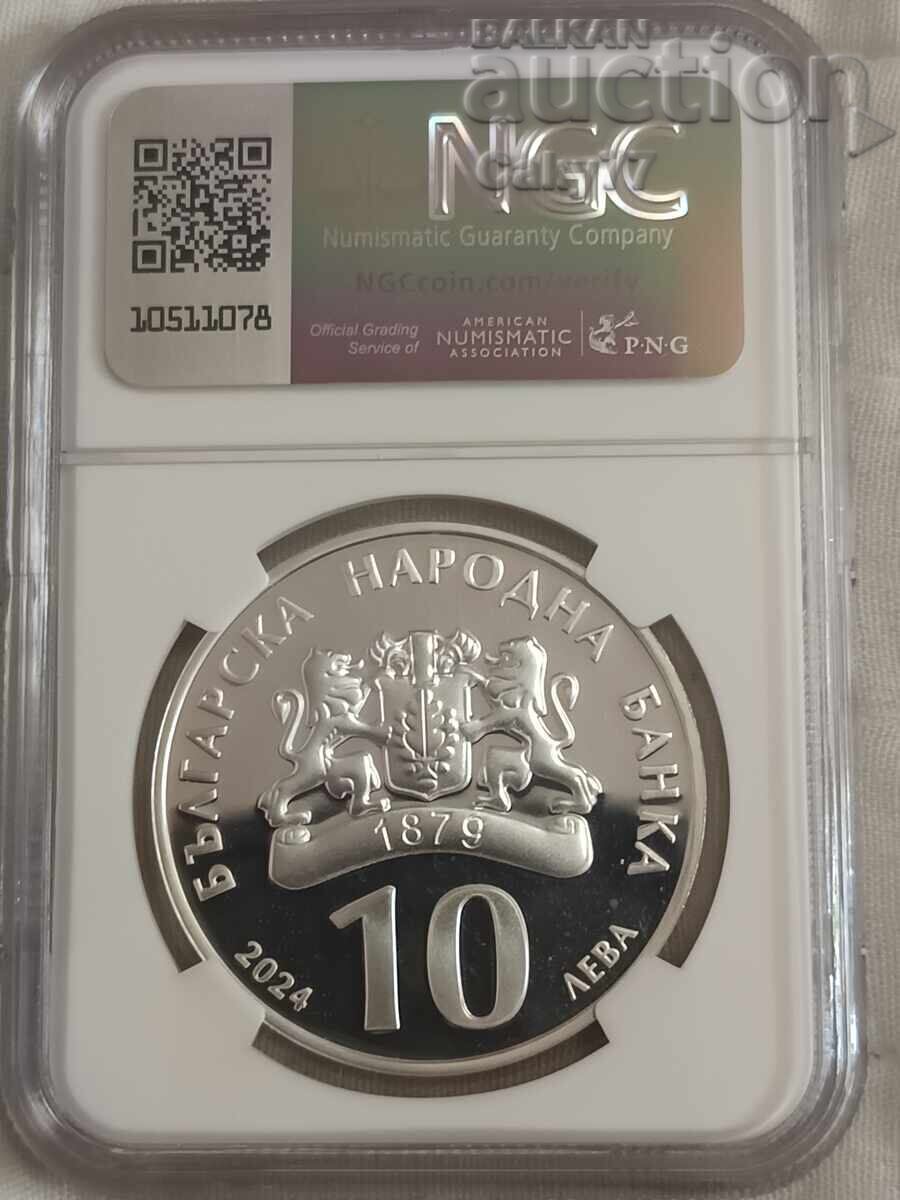 BALKAN
auction
NGC
Galxyi7
Numismatic Guaranty Company
NGCcoin.com/verify
10511078
Official Grading
Service of
AMERICAN
NUMISMATIC
ASSOCIATION
P·N·G
БЪЛГАРСКА НАРОДНА БАНКА
1879
10
2024
ЛЕВА